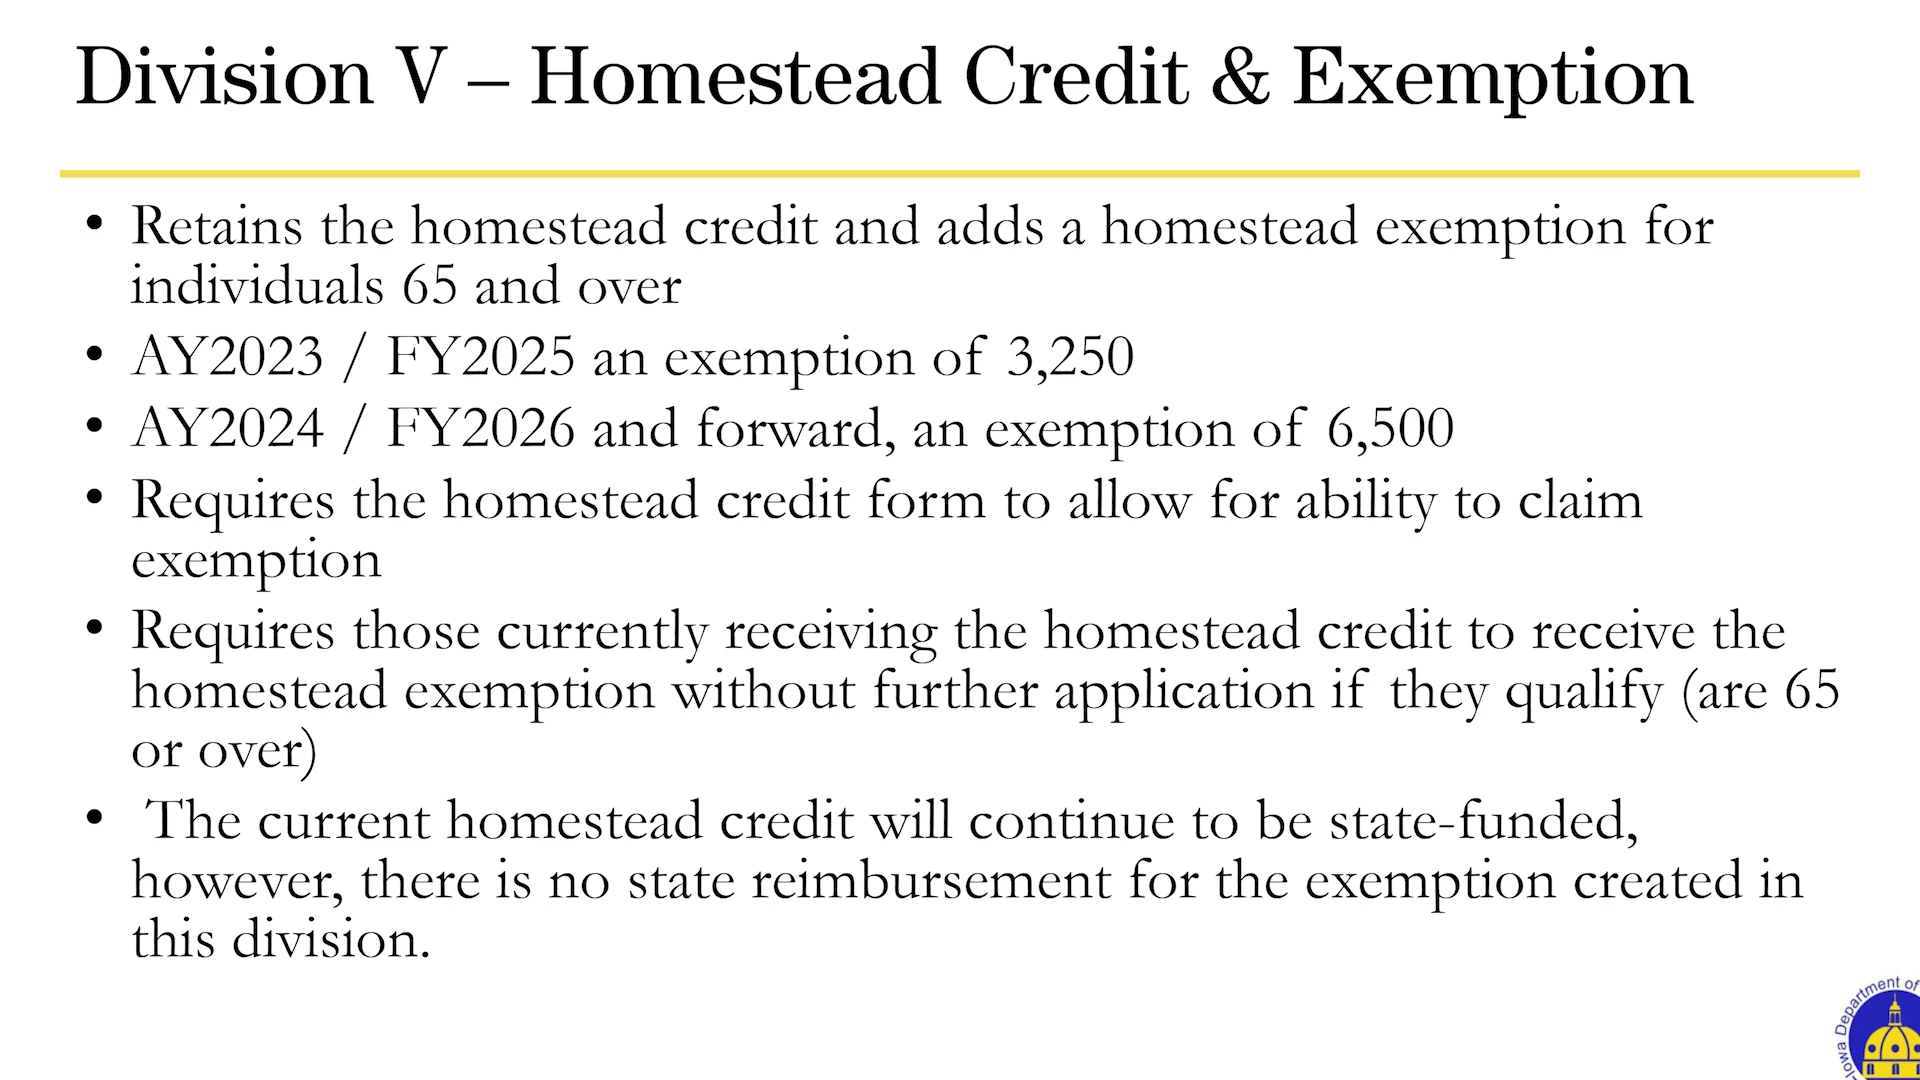 Division V – Homestead Credit & Exemption
• Retains the homestead credit and adds a homestead exemption for
individuals 65 and over
• AY2023 / FY2025 an exemption of 3,250
• AY2024 / FY2026 and forward, an exemption of 6,500
• Requires the homestead credit form to allow for ability to claim
exemption
• Requires those currently receiving the homestead credit to receive the
homestead exemption without further application if they qualify (are 65
or over)
• The current homestead credit will continue to be state-funded,
however, there is no state reimbursement for the exemption created in
this division.
Iowa Department of